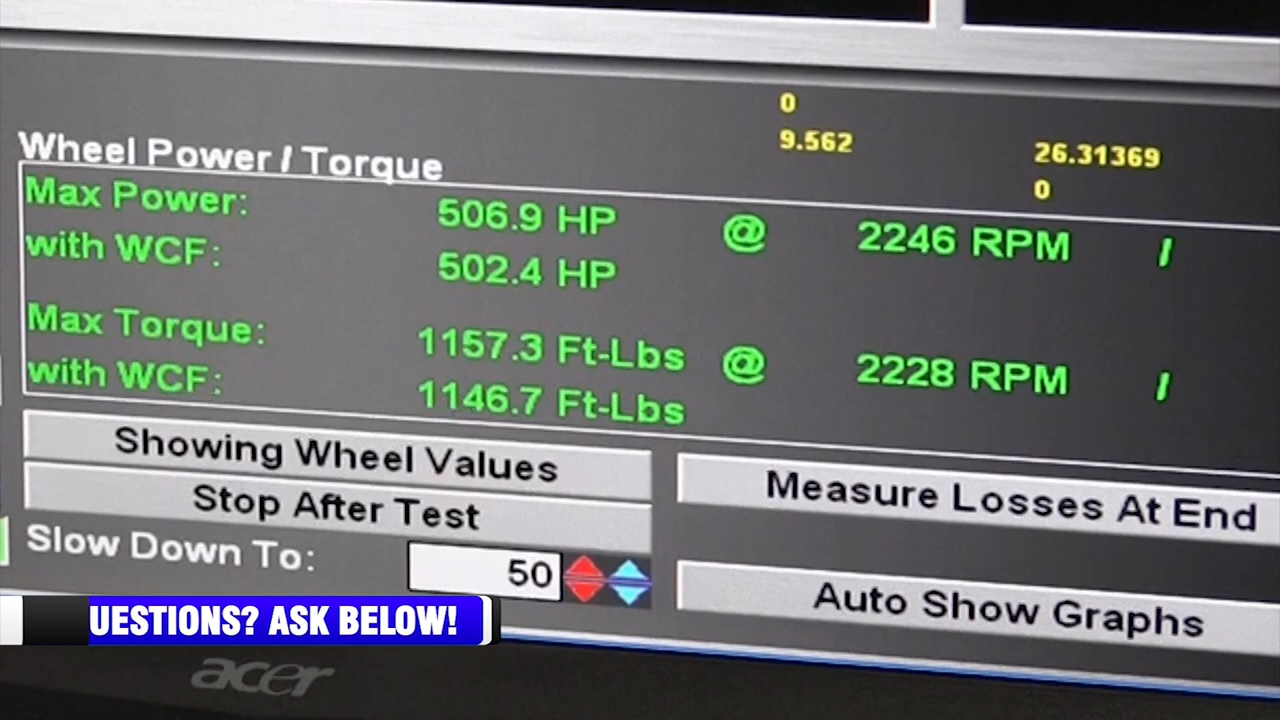 0
9.562
26.31369
0
Wheel Power / Torque
Max Power: 506.9 HP @ 2246 RPM /
with WCF: 502.4 HP
Max Torque: 1157.3 Ft-Lbs @ 2228 RPM /
with WCF: 1146.7 Ft-Lbs
Showing Wheel Values
Stop After Test
Measure Losses At End
Slow Down To: 50
Auto Show Graphs
UESTIONS? ASK BELOW!
acer